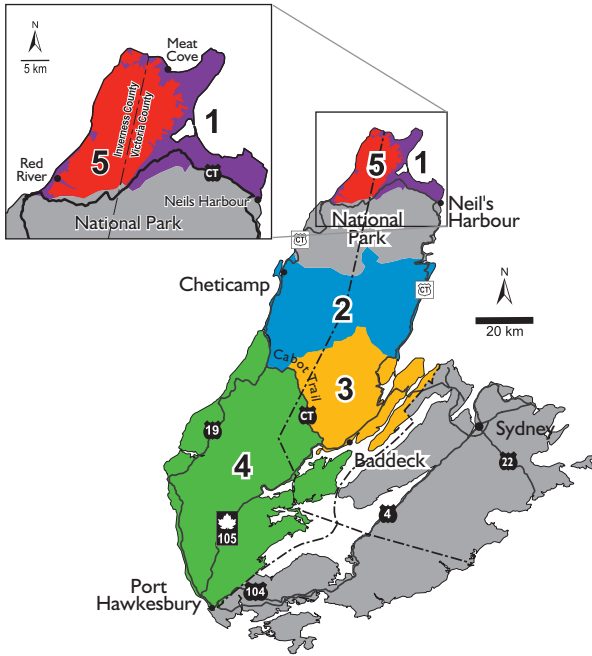 N
5 km
Meat
Cove
Inverness County
Victoria County
1
5
Red
River
CT
Neils Harbour
National Park
5
1
Neil's
Harbour
National
Park
CT
N
20 km
Cheticamp
CT
2
Cabot Trail
3
CT
19
Sydney
Baddeck
22
4
4
105
Port
Hawkesbury
104